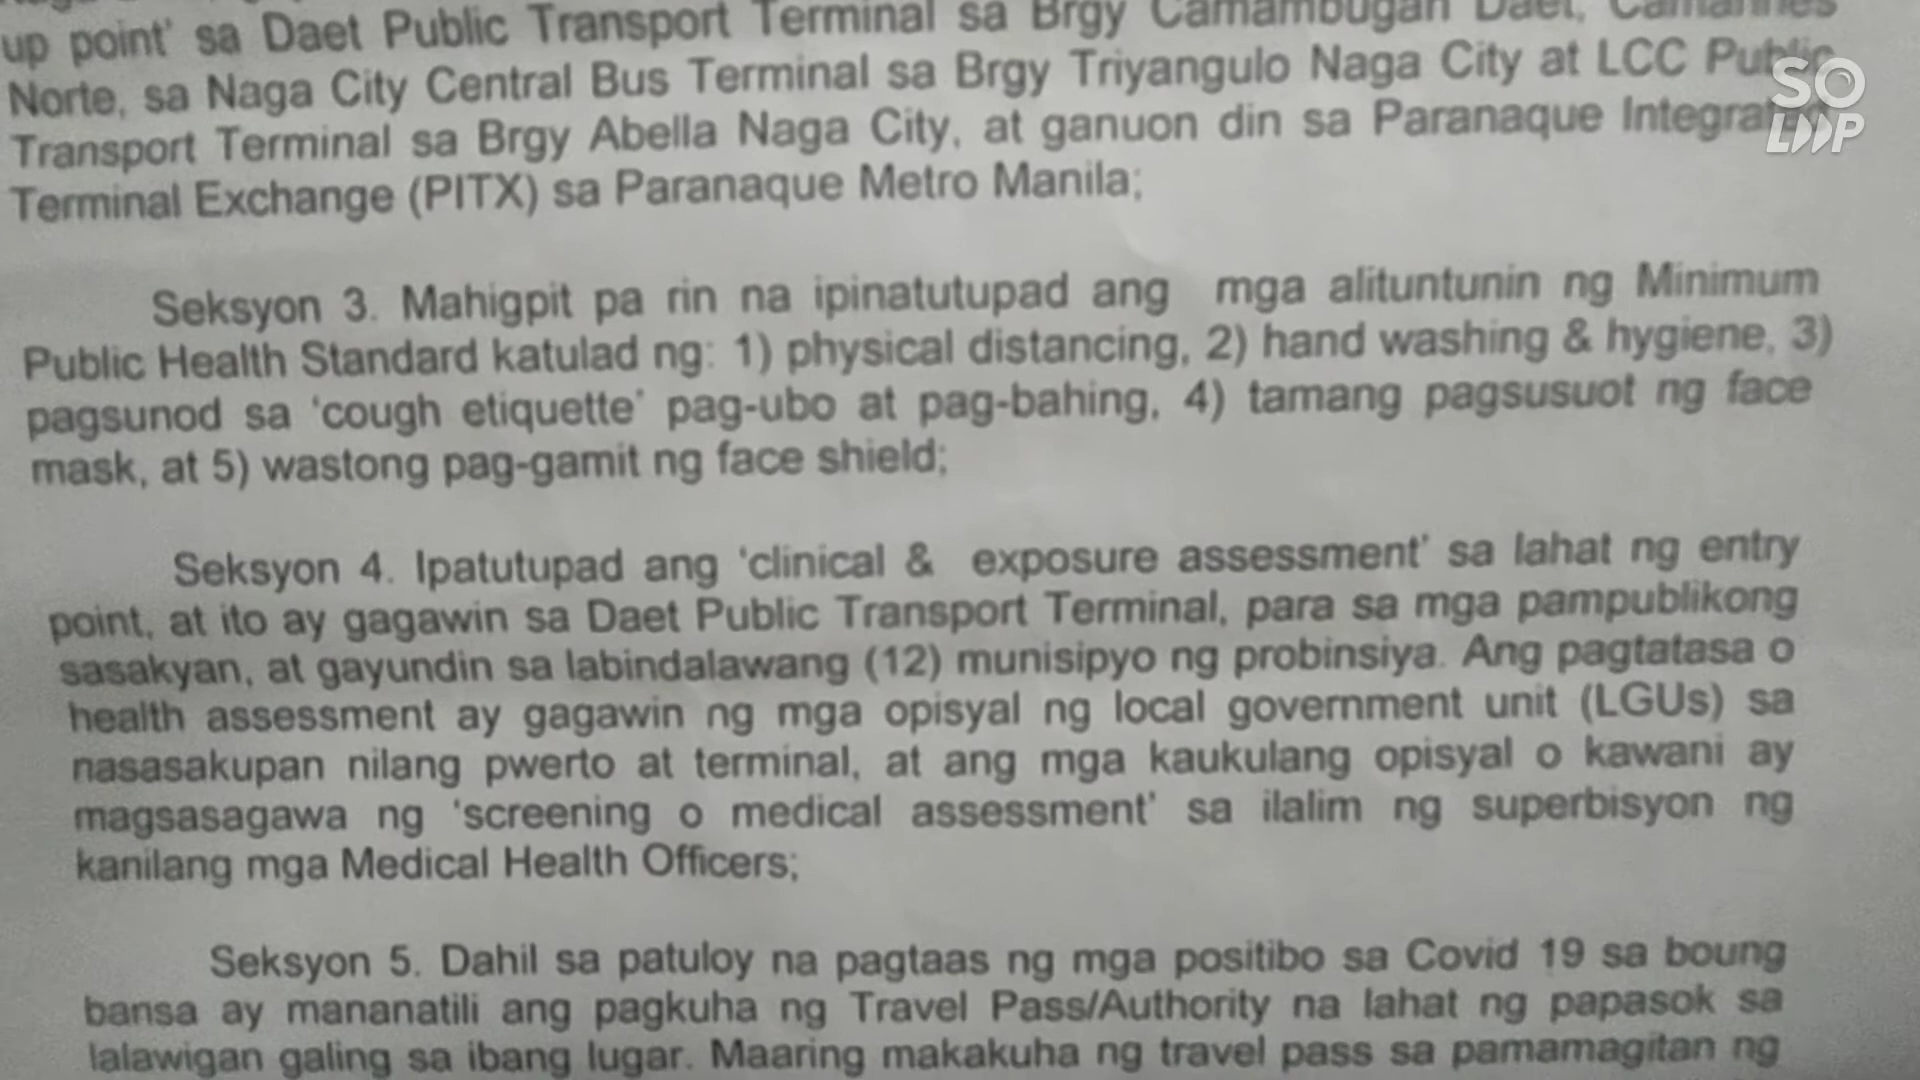 up point' sa Daet Public Transport Terminal sa Brgy Camambugan Daet, Camarines
Norte, sa Naga City Central Bus Terminal sa Brgy Triyangulo Naga City at LCC Public
Transport Terminal sa Brgy Abella Naga City, at ganuon din sa Paranaque Integrated
Terminal Exchange (PITX) sa Paranaque Metro Manila;
Seksyon 3. Mahigpit pa rin na ipinatutupad ang mga alituntunin ng Minimum
Public Health Standard katulad ng: 1) physical distancing, 2) hand washing & hygiene, 3)
pagsunod sa 'cough etiquette' pag-ubo at pag-bahing, 4) tamang pagsusuot ng face
mask, at 5) wastong pag-gamit ng face shield;
Seksyon 4. Ipatutupad ang 'clinical & exposure assessment' sa lahat ng entry
point, at ito ay gagawin sa Daet Public Transport Terminal, para sa mga pampublikong
sasakyan, at gayundin sa labindalawang (12) munisipyo ng probinsiya. Ang pagtatasa o
health assessment ay gagawin ng mga opisyal ng local government unit (LGUs) sa
nasasakupan nilang pwerto at terminal, at ang mga kaukulang opisyal o kawani ay
magsasagawa ng 'screening o medical assessment' sa ilalim ng superbisyon ng
kanilang mga Medical Health Officers;
Seksyon 5. Dahil sa patuloy na pagtaas ng mga positibo sa Covid 19 sa boung
bansa ay mananatili ang pagkuha ng Travel Pass/Authority na lahat ng papasok sa
lalawigan galing sa ibang lugar. Maaring makakuha ng travel pass sa pamamagitan ng
SO
LOOP